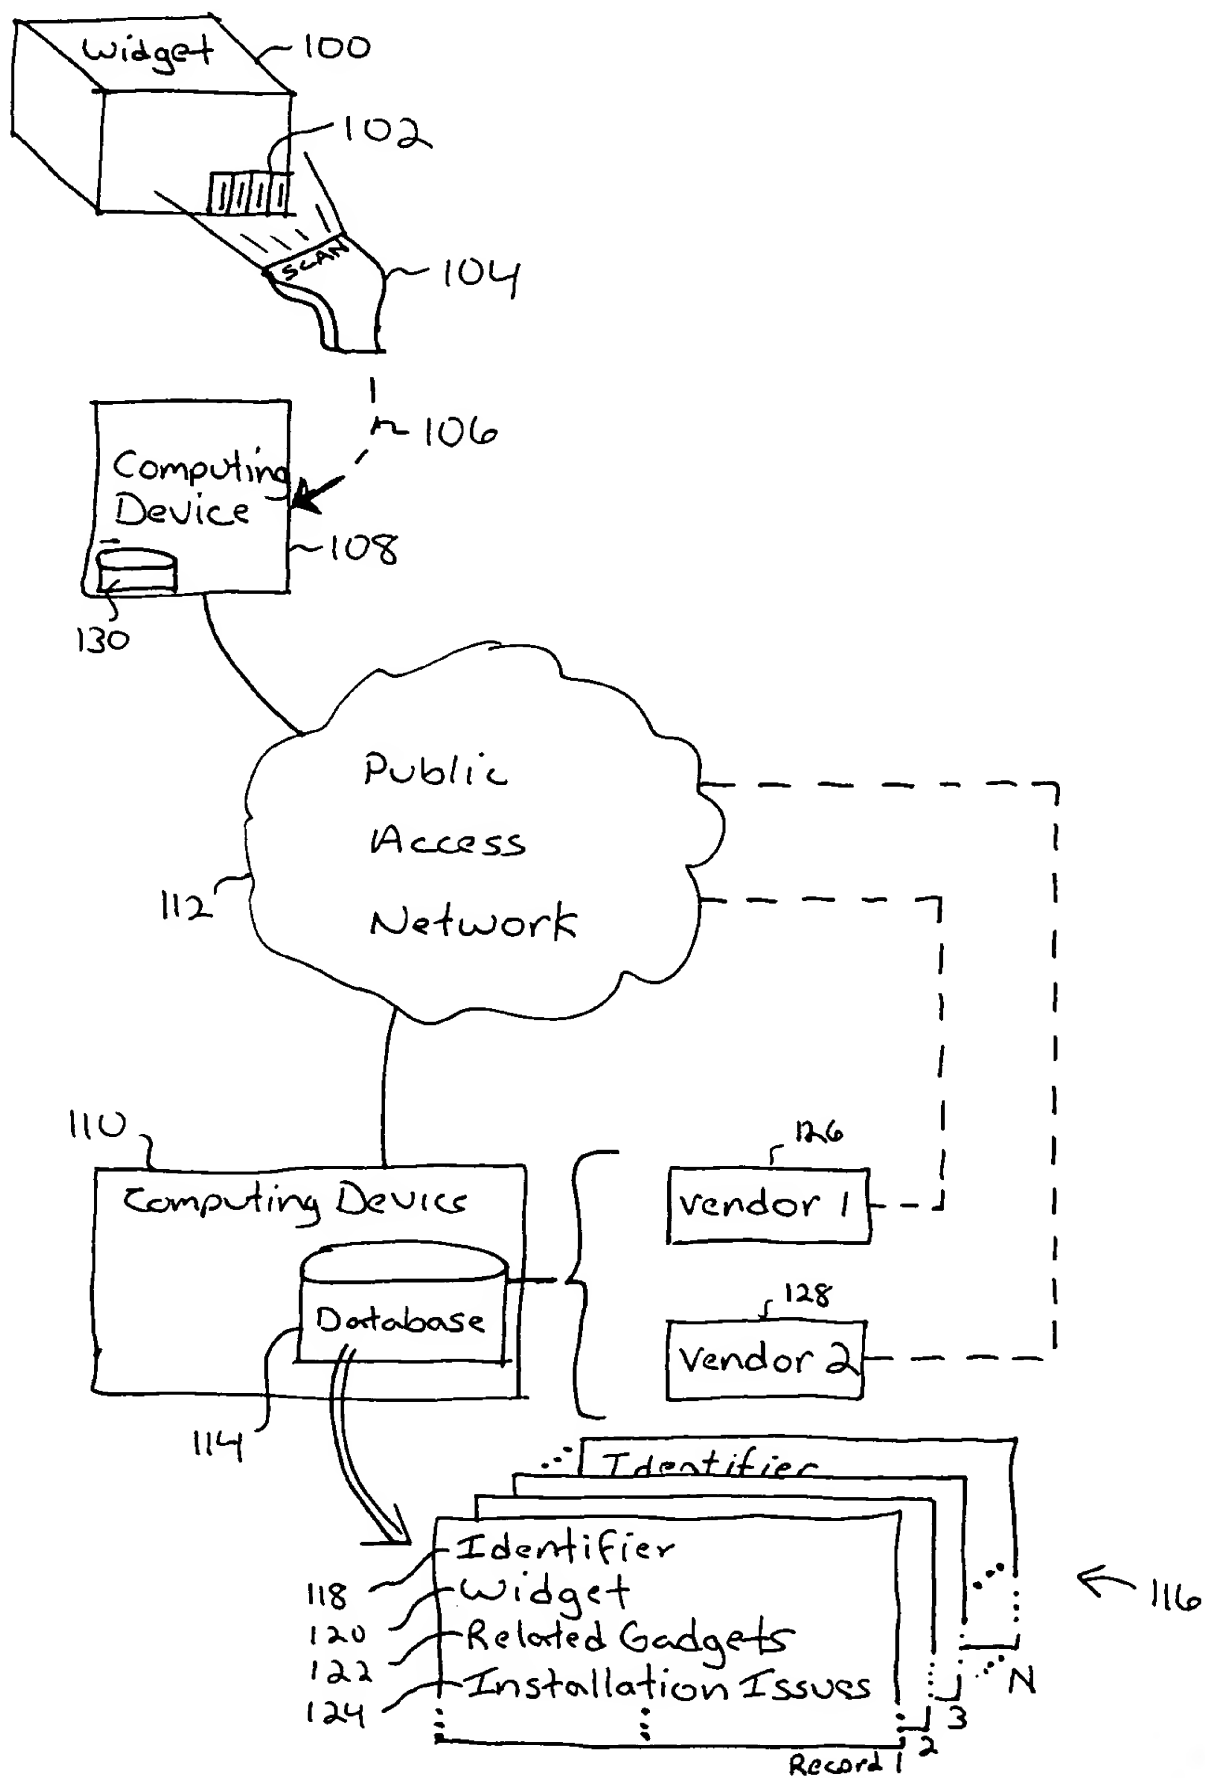 Widget
100
102
SCAN
104
106
Computing
Device
108
130
Public
Access
Network
112
110
Computing Device
126
Vendor 1
Database
128
Vendor 2
114
Identifier
Identifier
118
Widget
116
120
Related Gadgets
122
Installation Issues
124
N
3
2
Record 1